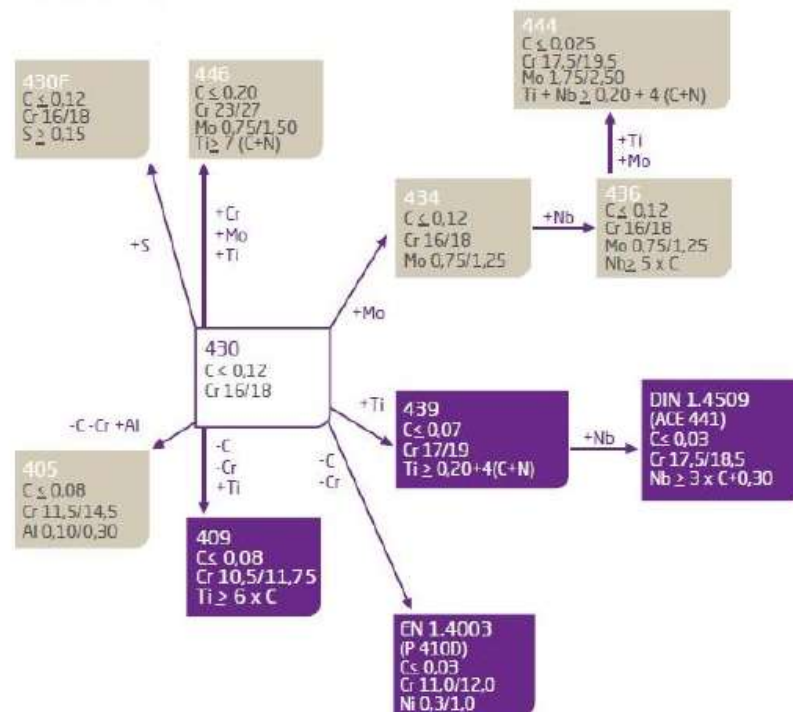 444
C ≤ 0,025
Cr 17,5/19,5
Mo 1,75/2,50
Ti + Nb ≥ 0,20 + 4 (C+N)
430F
C ≤ 0,12
Cr 16/18
S ≥ 0,15
446
C ≤ 0,20
Cr 23/27
Mo 0,75/1,50
Ti≥ 7 (C+N)
+Ti
+Mo
434
C ≤ 0,12
Cr 16/18
Mo 0,75/1,25
+Nb
436
C ≤ 0,12
Cr 16/18
Mo 0,75/1,25
Nb≥ 5 x C
+S
+Cr
+Mo
+Ti
+Mo
430
C < 0,12
Cr 16/18
+Ti
439
C≤ 0,07
Cr 17/19
Ti ≥ 0,20+4(C+N)
+Nb
DIN 1.4509
(ACE 441)
C≤ 0,03
Cr 17,5/18,5
Nb ≥ 3 x C+0,30
-C -Cr +Al
405
C ≤ 0.08
Cr 11,5/14,5
Al 0,10/0,30
-C
-Cr
+Ti
-C
-Cr
409
C≤ 0,08
Cr 10,5/11,75
Ti ≥ 6 x C
EN 1.4003
(P 410D)
C≤ 0,03
Cr 11,0/12,0
Ni 0,3/1,0